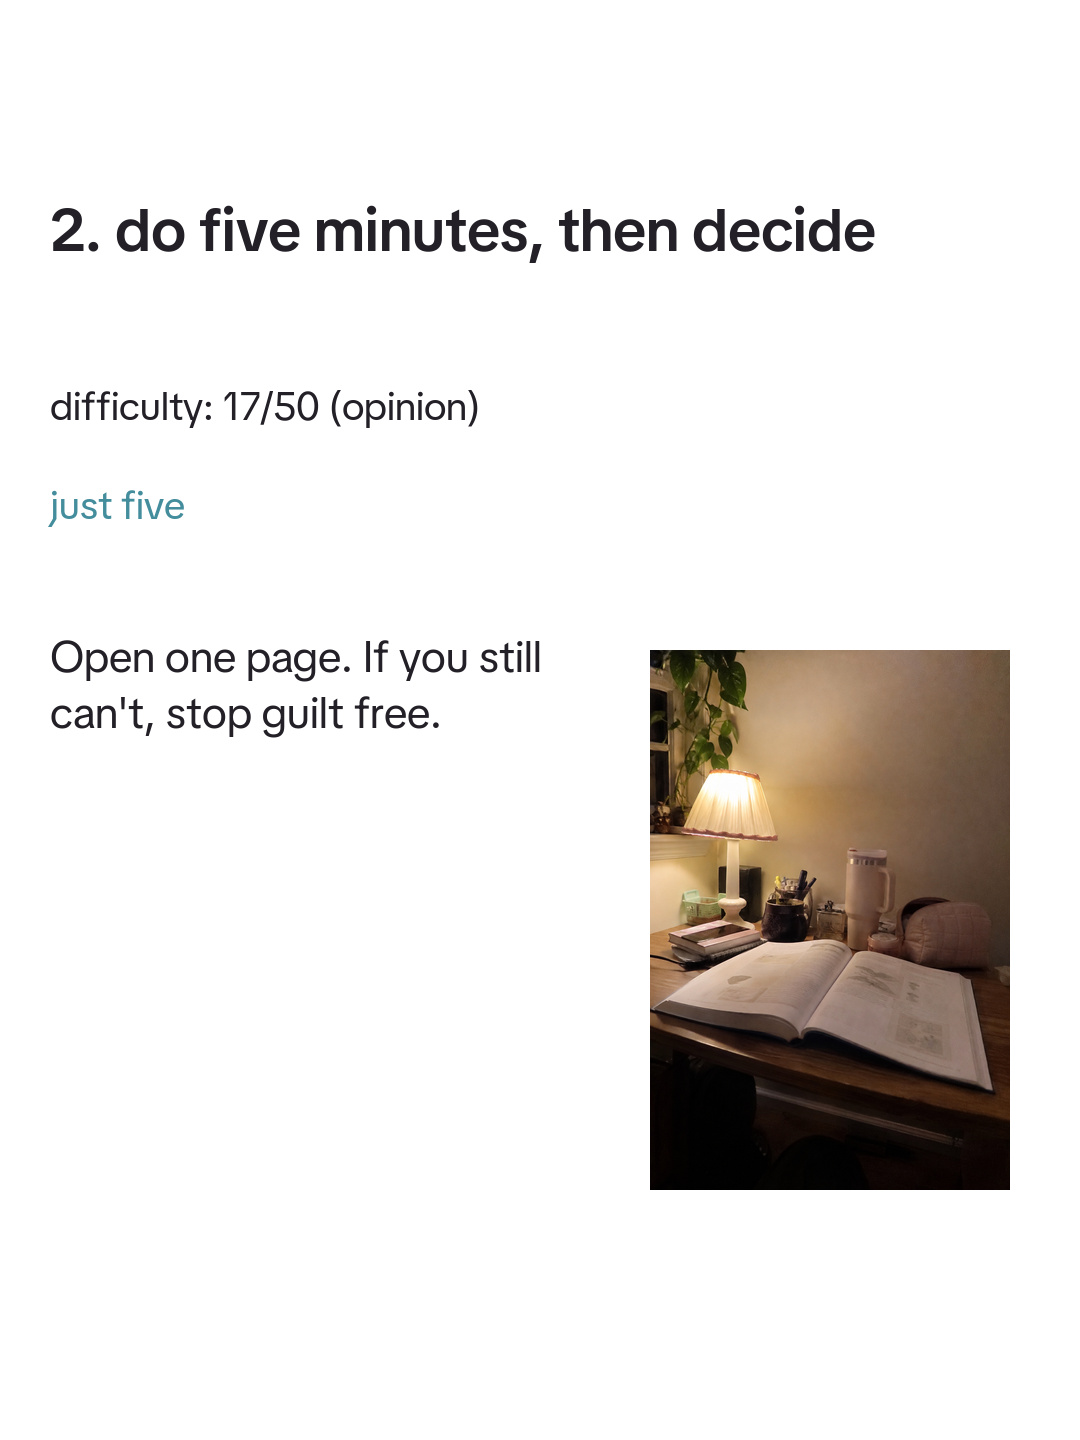 2. do five minutes, then decide
difficulty: 17/50 (opinion)
just five
Open one page. If you still
can't, stop guilt free.